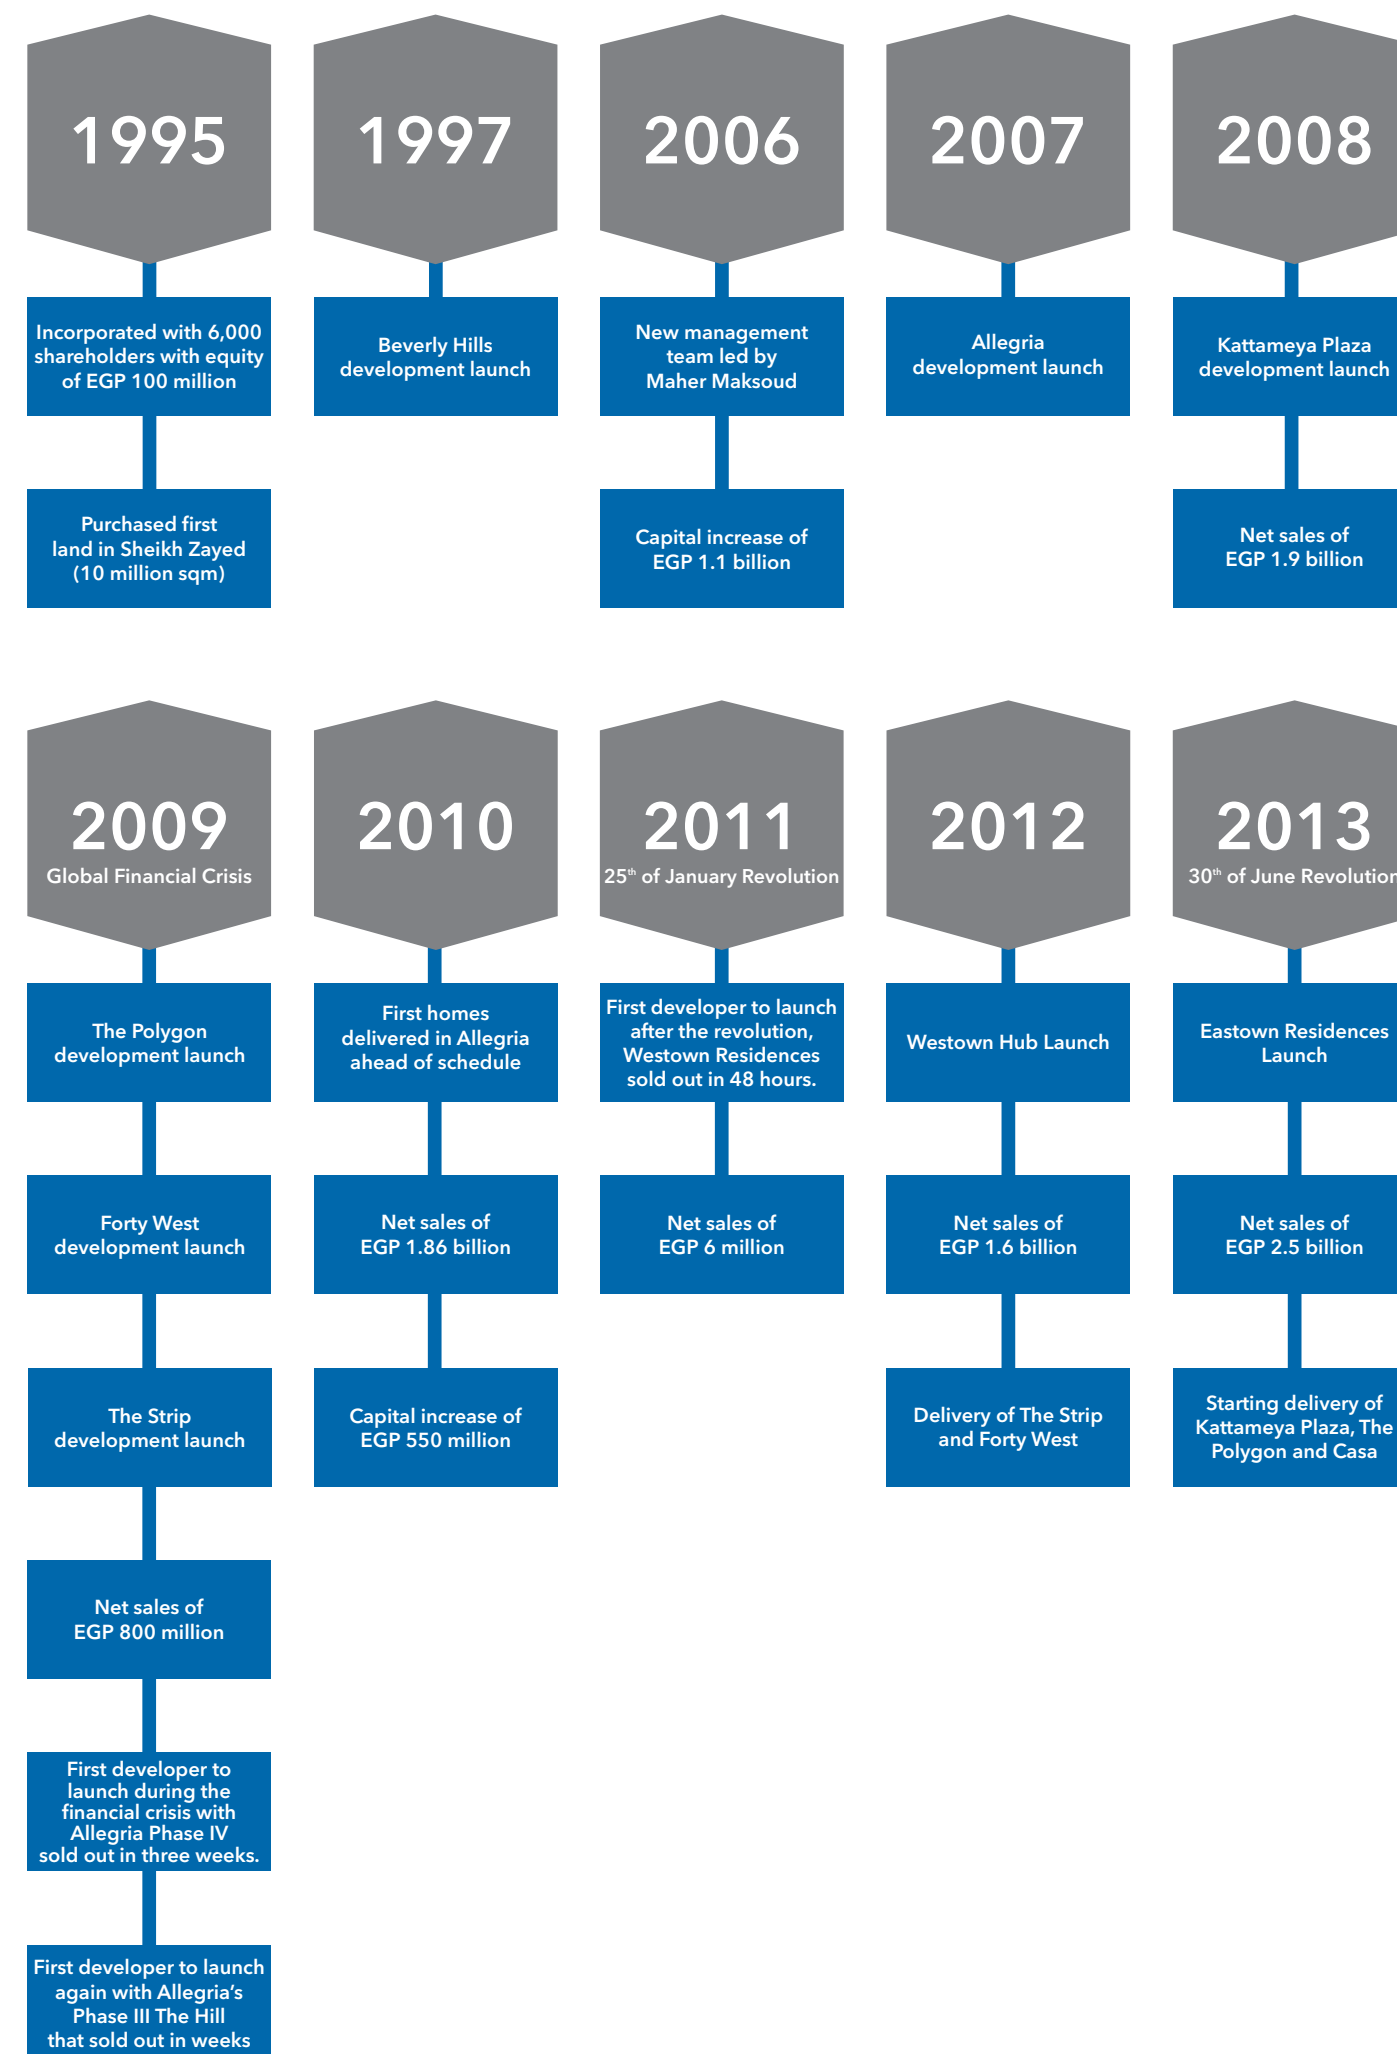 1995
Incorporated with 6,000
shareholders with equity
of EGP 100 million
Purchased first
land in Sheikh Zayed
(10 million sqm)
1997
Beverly Hills
development launch
2006
New management
team led by
Maher Maksoud
Capital increase of
EGP 1.1 billion
2007
Allegria
development launch
2008
Kattameya Plaza
development launch
Net sales of
EGP 1.9 billion
2009
Global Financial Crisis
The Polygon
development launch
Forty West
development launch
The Strip
development launch
Net sales of
EGP 800 million
First developer to
launch during the
financial crisis with
Allegria Phase IV
sold out in three weeks.
First developer to launch
again with Allegria’s
Phase III The Hill
that sold out in weeks
2010
First homes
delivered in Allegria
ahead of schedule
Net sales of
EGP 1.86 billion
Capital increase of
EGP 550 million
2011
25th of January Revolution
First developer to launch
after the revolution,
Westown Residences
sold out in 48 hours.
Net sales of
EGP 6 million
2012
Westown Hub Launch
Net sales of
EGP 1.6 billion
Delivery of The Strip
and Forty West
2013
30th of June Revolution
Eastown Residences
Launch
Net sales of
EGP 2.5 billion
Starting delivery of
Kattameya Plaza, The
Polygon and Casa